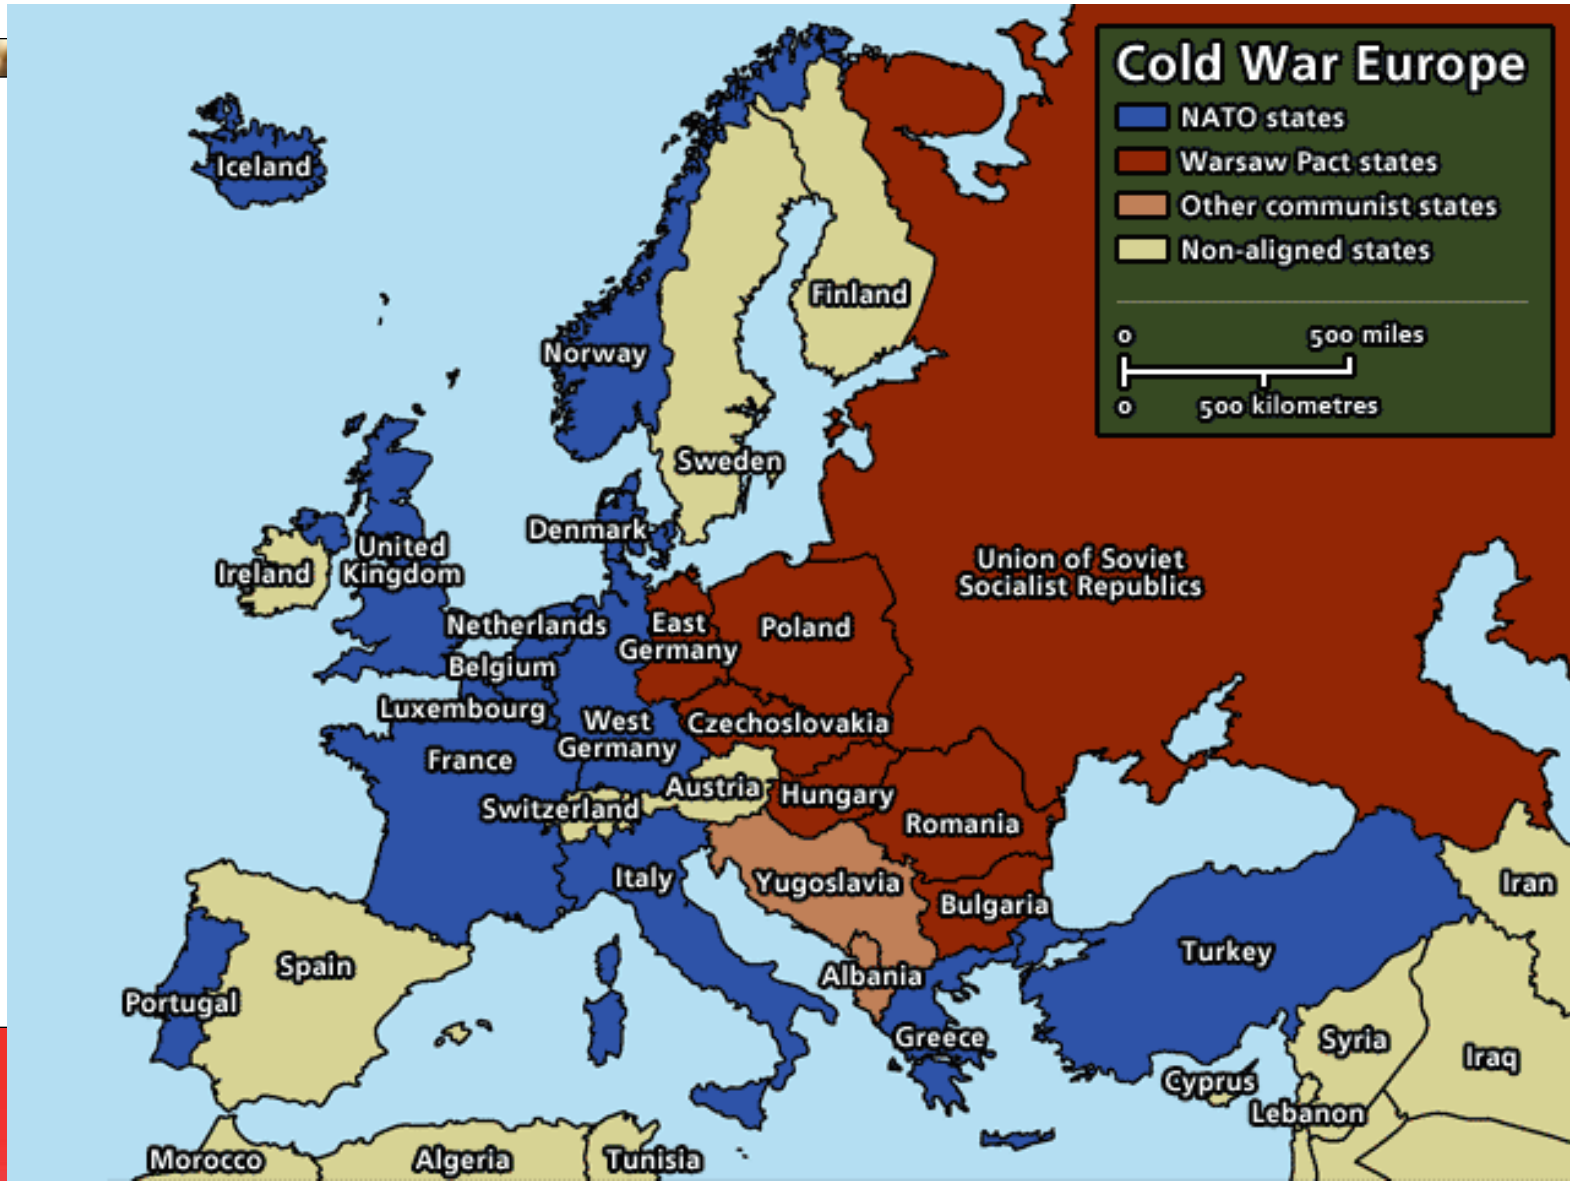 Cold War Europe
NATO states
Warsaw Pact states
Other communist states
Non-aligned states
0
500 miles
0
500 kilometres
Iceland
Finland
Norway
Sweden
Denmark
United
Kingdom
Ireland
Union of Soviet
Socialist Republics
Netherlands
East
Germany
Poland
Belgium
Luxembourg
West
Germany
Czechoslovakia
France
Austria
Hungary
Switzerland
Romania
Italy
Yugoslavia
Bulgaria
Iran
Turkey
Spain
Albania
Portugal
Greece
Syria
Iraq
Cyprus
Lebanon
Morocco
Algeria
Tunisia